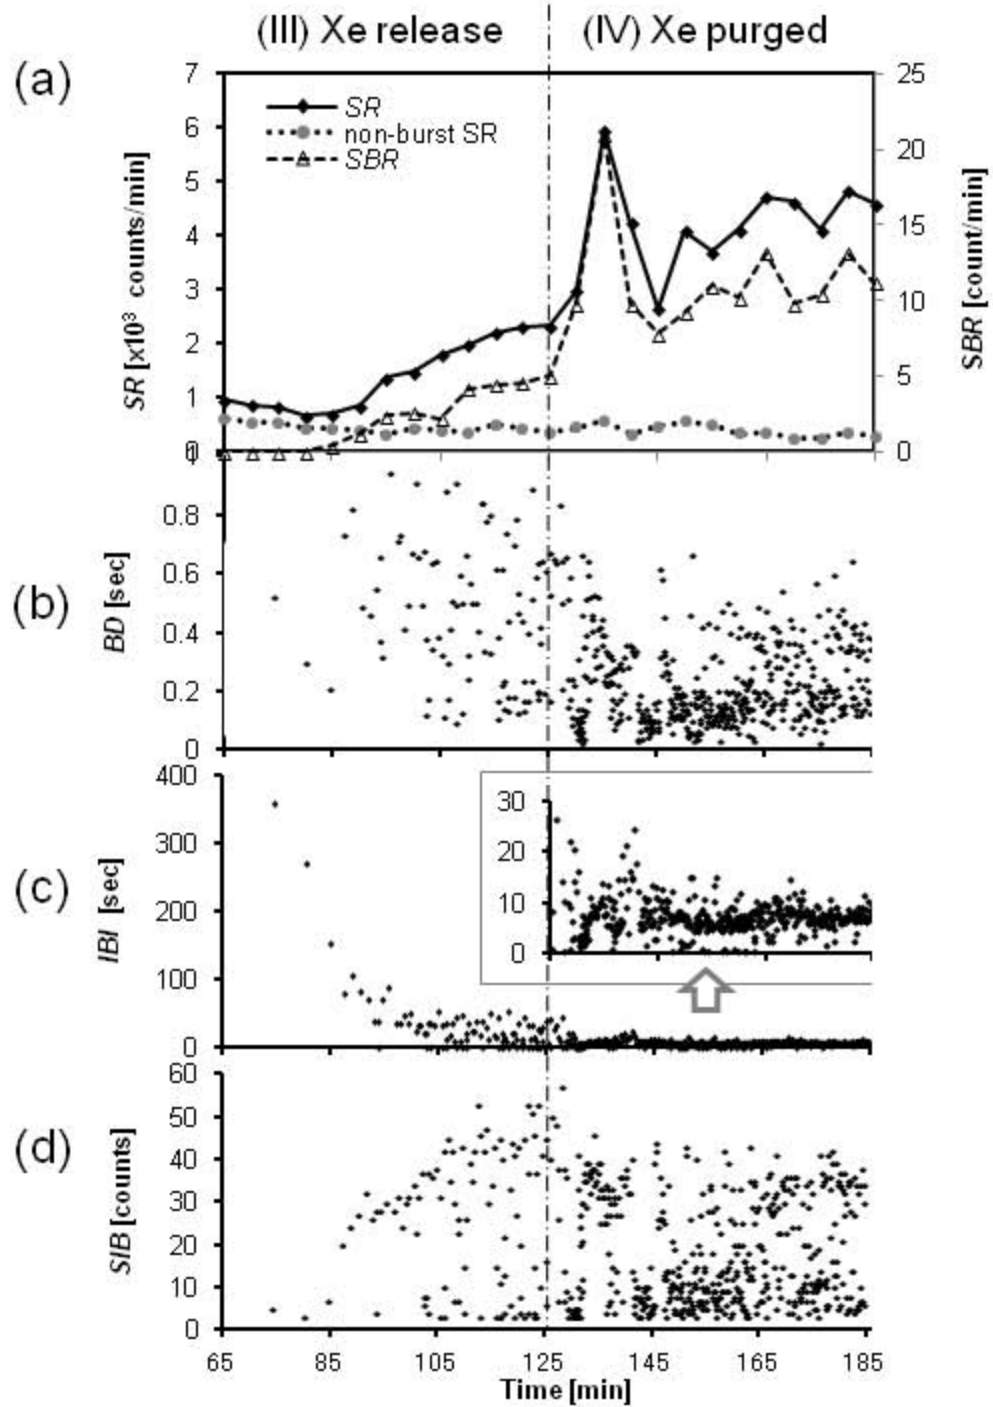 (III) Xe release
(IV) Xe purged
(a)
7
6
5
4
3
2
1
0
SR [x10³ counts/min]
SR
non-burst SR
SBR
25
20
15
10
5
0
SBR [count/min]
(b)
1
0.8
0.6
0.4
0.2
0
BD [sec]
(c)
400
300
200
100
0
IBI [sec]
30
20
10
0
(d)
60
50
40
30
20
10
0
SIB [counts]
65 85 105 125 145 165 185
Time [min]